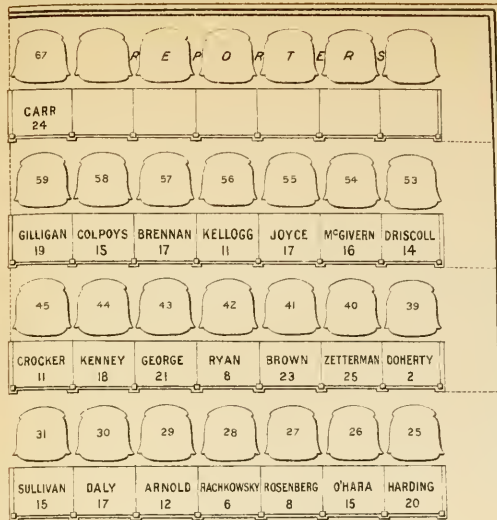 67 REPORTERS
CARR
24
59 58 57 56 55 54 53
GILLIGAN COLPOYS BRENNAN KELLOGG JOYCE McGIVERN DRISCOLL
19 15 17 11 17 16 14
45 44 43 42 41 40 39
CROCKER KENNEY GEORGE RYAN BROWN ZETTERMAN DOHERTY
11 18 21 8 23 25 2
31 30 29 28 27 26 25
SULLIVAN DALY ARNOLD RACHKOWSKY ROSENBERG O'HARA HARDING
15 17 12 6 8 15 20